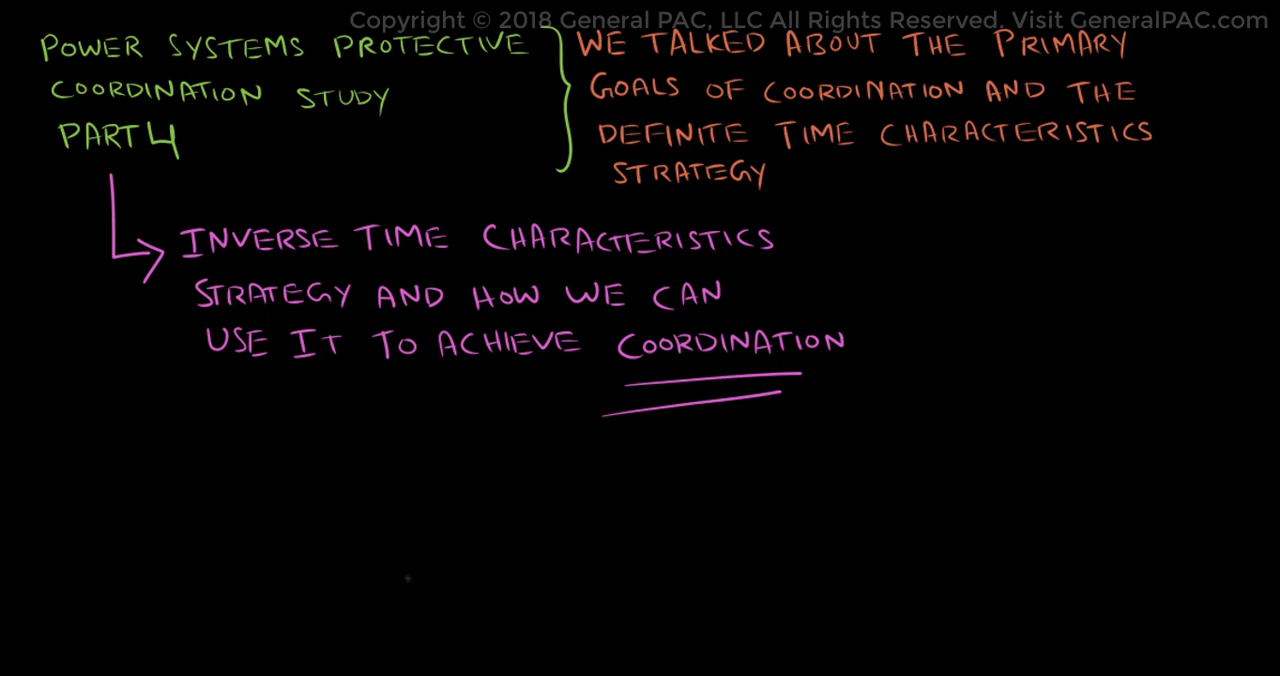 Copyright © 2018 General PAC, LLC All Rights Reserved. Visit GeneralPAC.com
POWER SYSTEMS PROTECTIVE
COORDINATION STUDY
PART 4
WE TALKED ABOUT THE PRIMARY
GOALS OF COORDINATION AND THE
DEFINITE TIME CHARACTERISTICS
STRATEGY
INVERSE TIME CHARACTERISTICS
STRATEGY AND HOW WE CAN
USE IT TO ACHIEVE COORDINATION